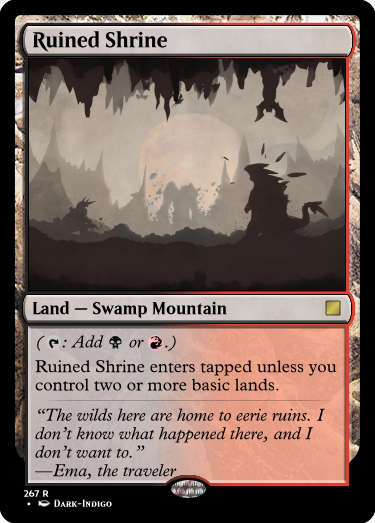 Ruined Shrine
Land — Swamp Mountain
( : Add or .)
Ruined Shrine enters tapped unless you
control two or more basic lands.
“The wilds here are home to eerie ruins. I
don’t know what happened there, and I
don’t want to.”
—Ema, the traveler
267 R
• Dark-Indigo